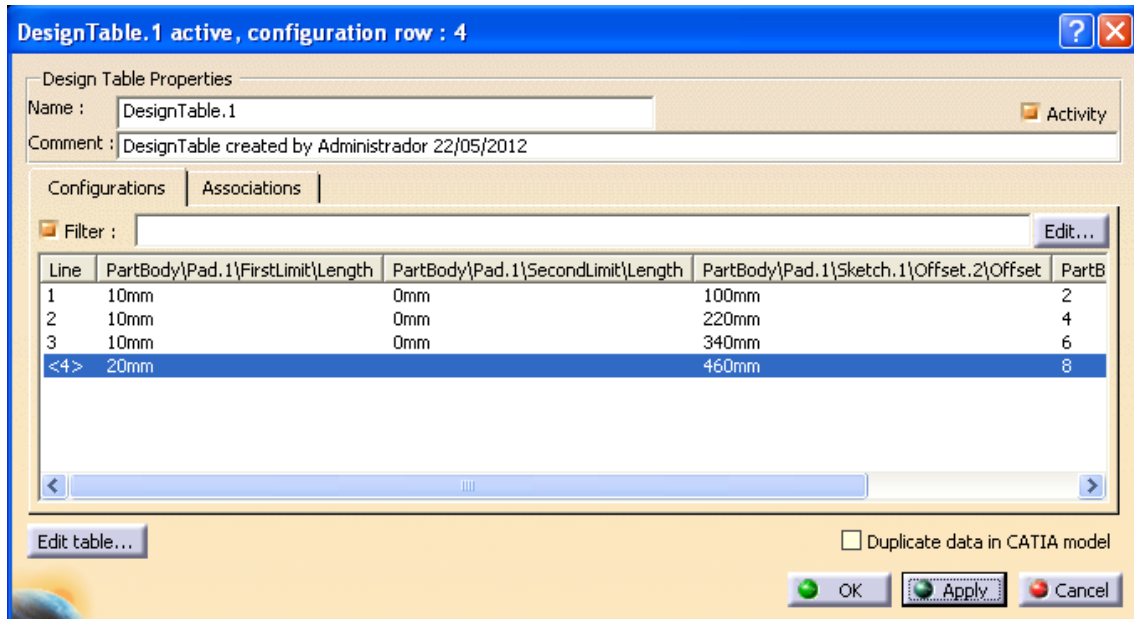 DesignTable.1 active, configuration row : 4
Design Table Properties
Name : DesignTable.1 Activity
Comment : DesignTable created by Administrador 22/05/2012
Configurations Associations
Filter : Edit...
Line PartBody\Pad.1\FirstLimit\Length PartBody\Pad.1\SecondLimit\Length PartBody\Pad.1\Sketch.1\Offset.2\Offset PartB
1 10mm 0mm 100mm 2
2 10mm 0mm 220mm 4
3 10mm 0mm 340mm 6
<4> 20mm 460mm 8
Edit table... Duplicate data in CATIA model
OK Apply Cancel